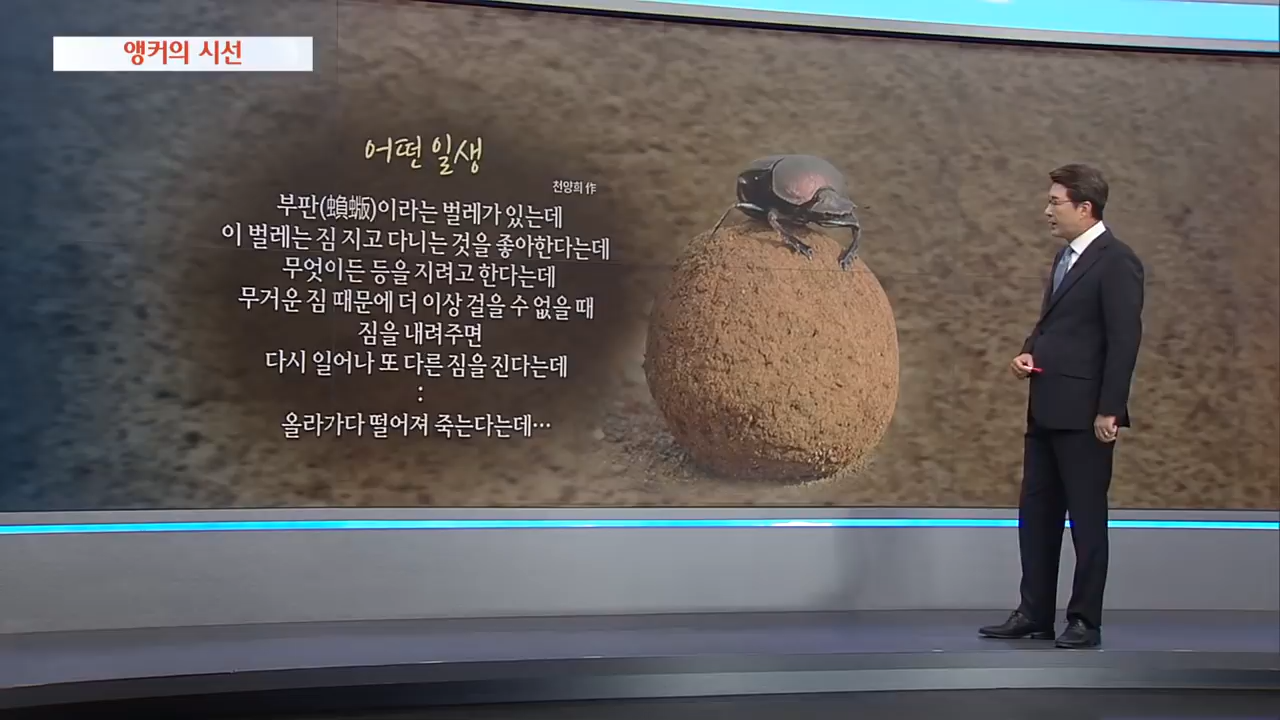 앵커의 시선
어떤 일생
천양희 作
부판(蝜蝂)이라는 벌레가 있는데
이 벌레는 짐 지고 다니는 것을 좋아한다는데
무엇이든 등을 지려고 한다는데
무거운 짐 때문에 더 이상 걸을 수 없을 때
짐을 내려주면
다시 일어나 또 다른 짐을 진다는데
:
올라가다 떨어져 죽는다는데…